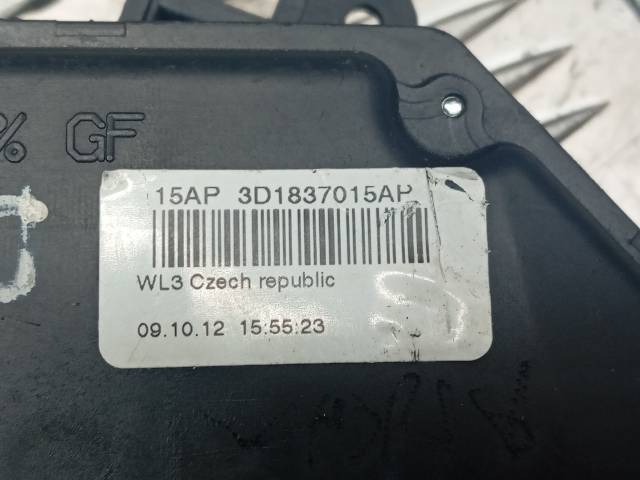 % GF
15AP 3D1837015AP
WL3 Czech republic
09.10.12 15:55:23